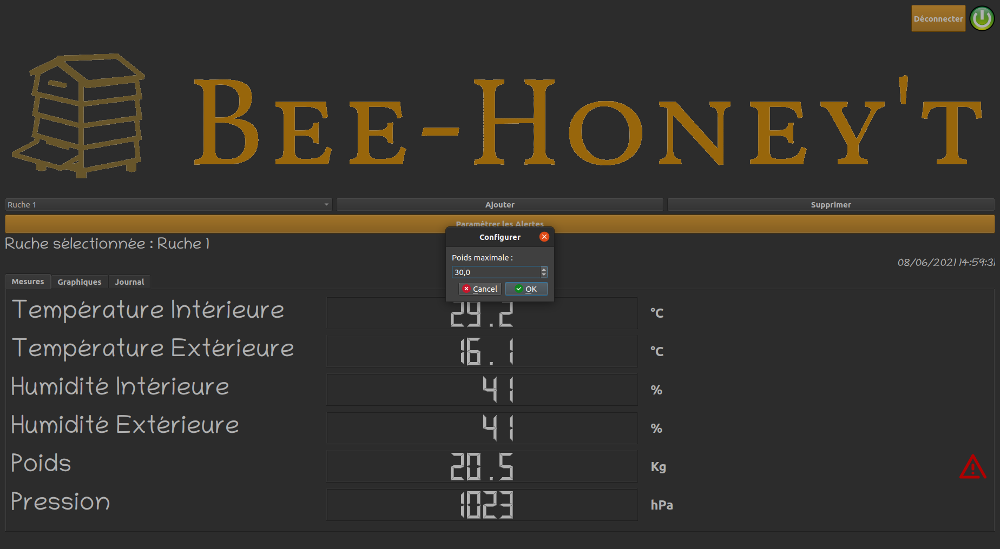 Déconnecter
BEE-HONEY'T
Ruche 1
Ajouter
Supprimer
Paramétrer les Alertes
Configurer
Ruche sélectionnée : Ruche 1
Poids maximale :
08/06/2021 14:59:31
30,0
Mesures
Graphiques
Journal
Cancel
OK
Température Intérieure
29.2
°C
Température Extérieure
16.1
°C
Humidité Intérieure
41
%
Humidité Extérieure
41
%
Poids
20.5
Kg
Pression
1023
hPa